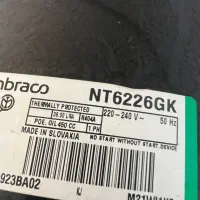 mbraco NT6226GK
THERMALLY PROTECTED 220-240 V~
R404A 50 Hz
POE. OIL 450 CC 1 PH
MADE IN SLOVAKIA NO START WITHOUT START DEVICE.
923BA02